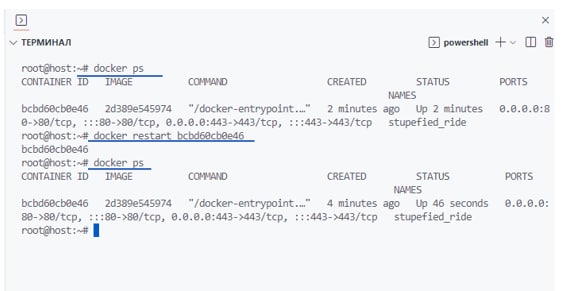 ТЕРМИНАЛ
powershell
root@host:~# docker ps
CONTAINER ID IMAGE COMMAND CREATED STATUS PORTS
NAMES
bcbd60cb0e46 2d389e545974 "/docker-entrypoint.…" 2 minutes ago Up 2 minutes 0.0.0.0:8
0->80/tcp, :::80->80/tcp, 0.0.0.0:443->443/tcp, :::443->443/tcp stupefied_ride
root@host:~# docker restart bcbd60cb0e46
bcbd60cb0e46
root@host:~# docker ps
CONTAINER ID IMAGE COMMAND CREATED STATUS PORTS
NAMES
bcbd60cb0e46 2d389e545974 "/docker-entrypoint.…" 4 minutes ago Up 46 seconds 0.0.0.0:
80->80/tcp, :::80->80/tcp, 0.0.0.0:443->443/tcp, :::443->443/tcp stupefied_ride
root@host:~#